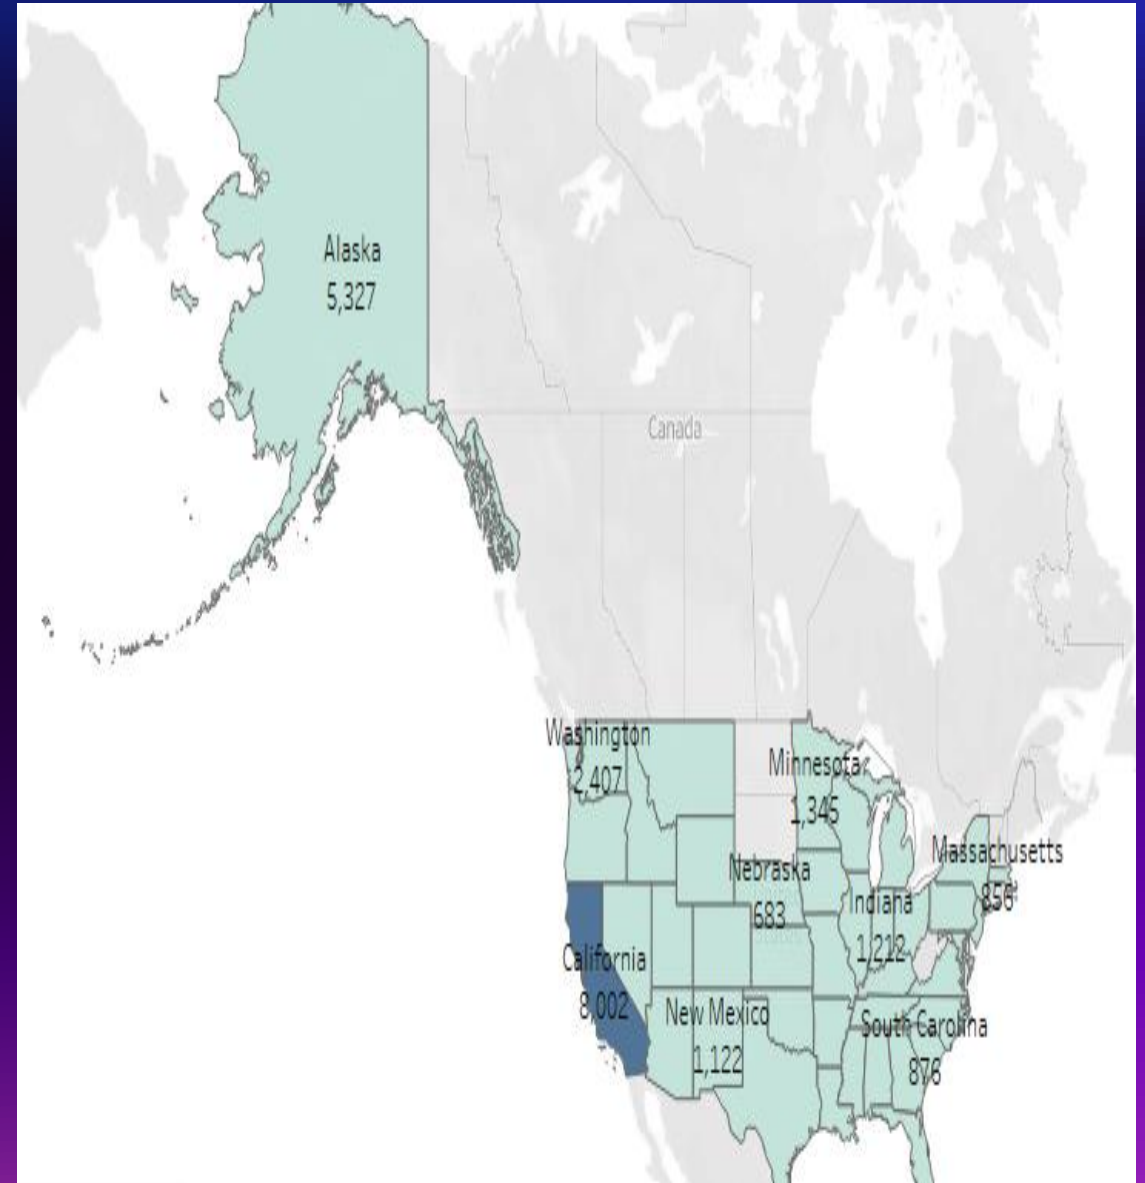 Alaska
5,327
Canada
Washington
2,407
Minnesota
1,345
Massachusetts
856
Nebraska
683
Indiana
1,212
California
8,002
New Mexico
1,122
South Carolina
876